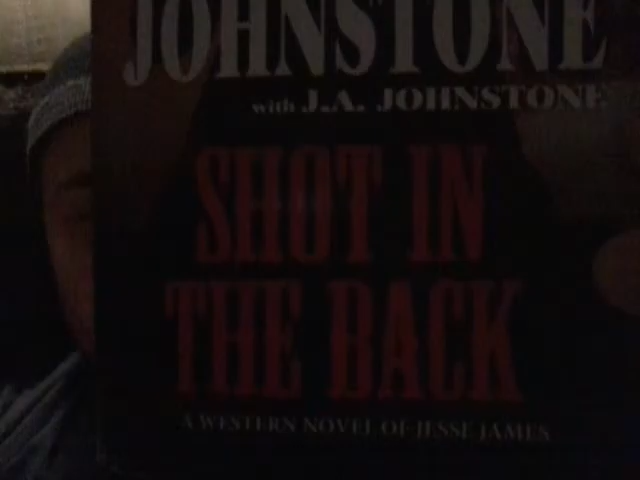 JOHNSTONE
with J.A. JOHNSTONE
SHOT IN
THE BACK
A WESTERN NOVEL OF JESSE JAMES